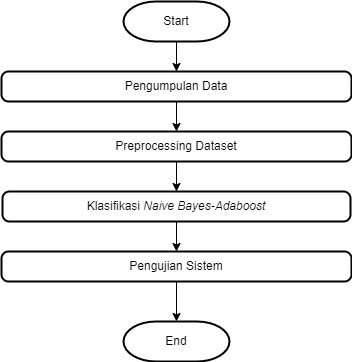 Start
Pengumpulan Data
Preprocessing Dataset
Klasifikasi Naive Bayes-Adaboost
Pengujian Sistem
End